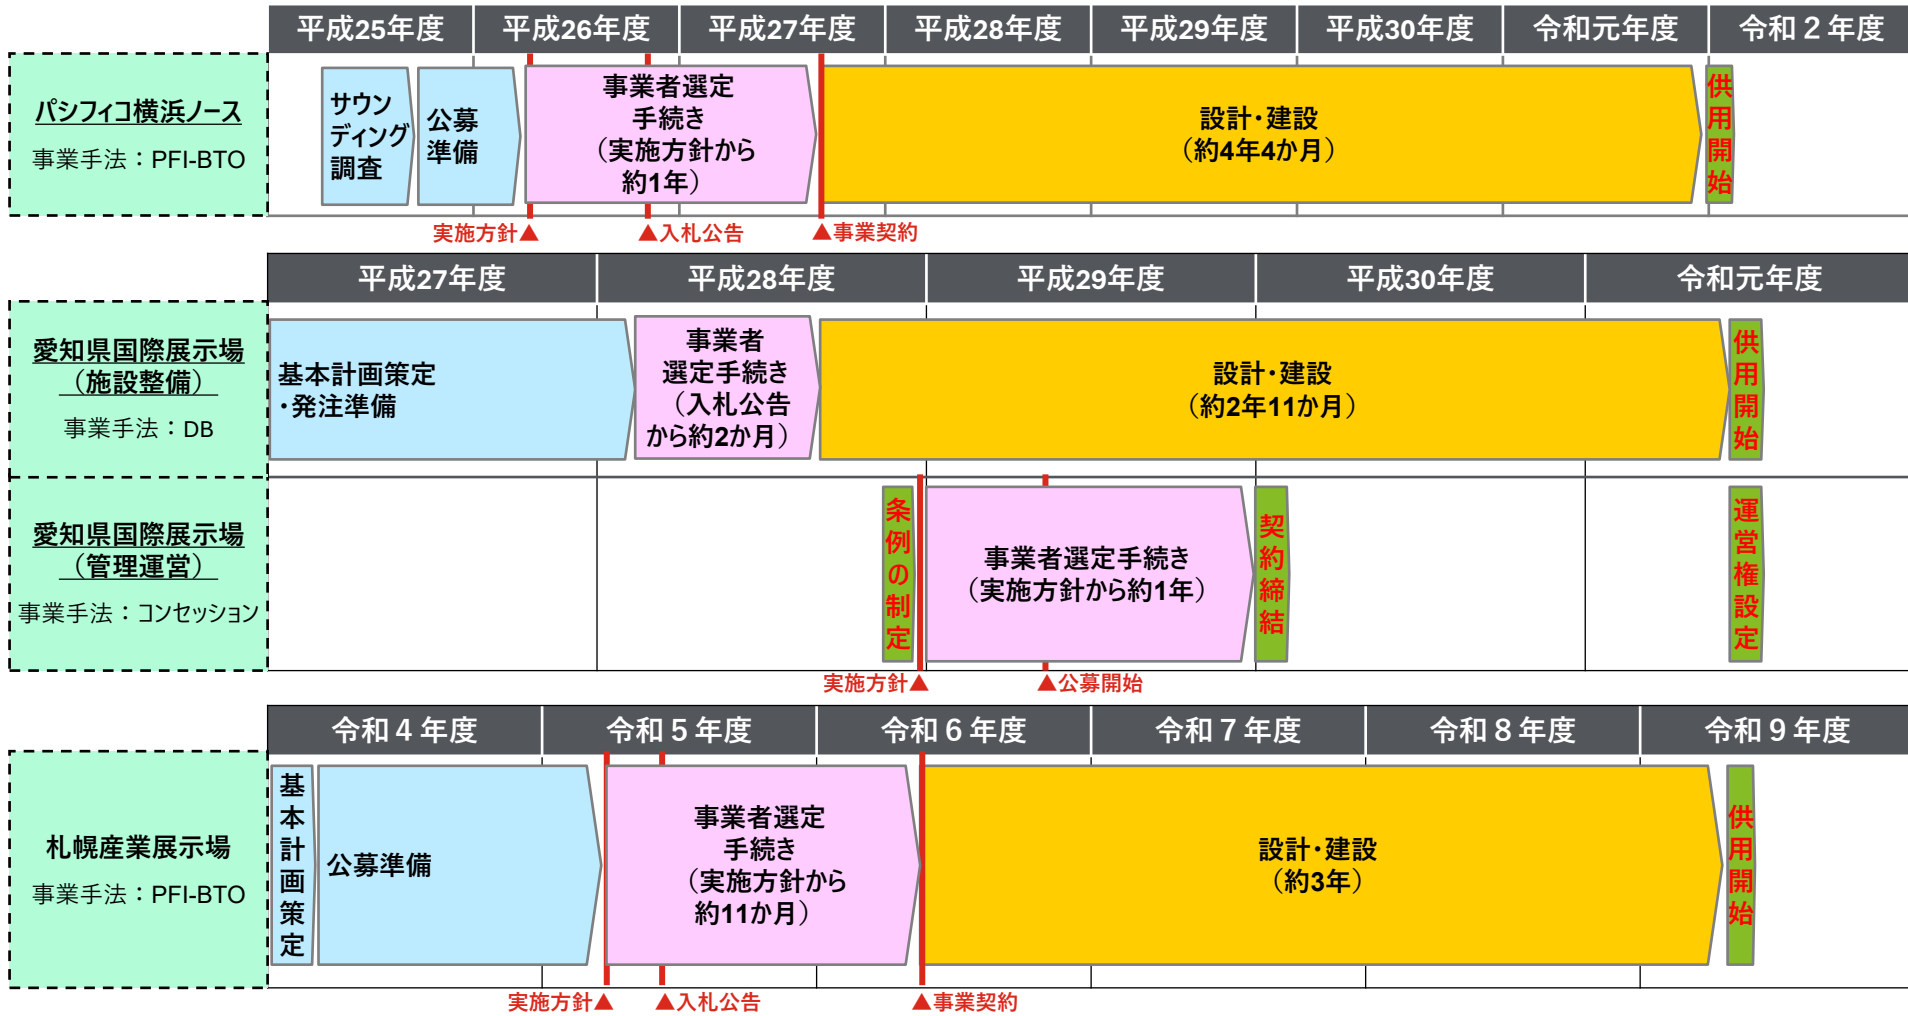 平成25年度 平成26年度 平成27年度 平成28年度 平成29年度 平成30年度 令和元年度 令和２年度
パシフィコ横浜ノース
事業手法：PFI-BTO
サウン
ディング
調査
公募
準備
事業者選定
手続き
（実施方針から
約1年）
設計・建設
（約4年4か月）
供用開始
実施方針▲
▲入札公告
▲事業契約
平成27年度 平成28年度 平成29年度 平成30年度 令和元年度
愛知県国際展示場
（施設整備）
事業手法：DB
基本計画策定
・発注準備
事業者
選定手続き
（入札公告
から約2か月）
設計・建設
（約2年11か月）
供用開始
愛知県国際展示場
（管理運営）
事業手法：コンセッション
条例の制定
事業者選定手続き
（実施方針から約1年）
契約締結
運営権設定
実施方針▲
▲公募開始
令和４年度 令和５年度 令和６年度 令和７年度 令和８年度 令和９年度
札幌産業展示場
事業手法：PFI-BTO
基本計画策定
公募準備
事業者選定
手続き
（実施方針から
約11か月）
設計・建設
（約3年）
供用開始
実施方針▲
▲入札公告
▲事業契約